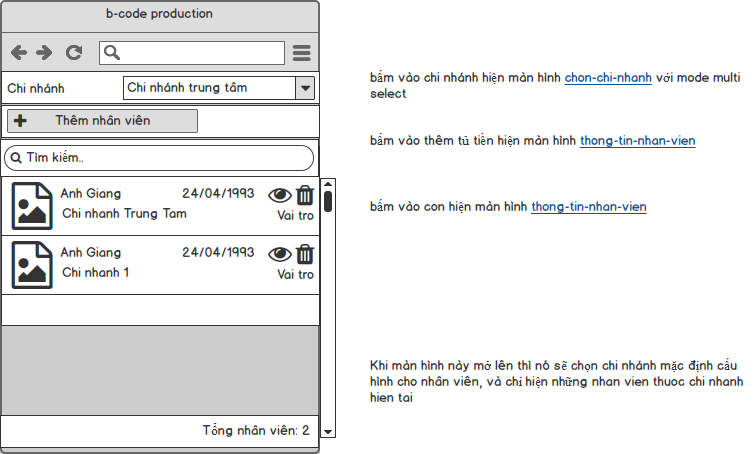 b-code production
Chi nhánh
Chi nhánh trung tâm
Thêm nhân viên
Tìm kiếm..
Anh Giang
24/04/1993
Chi nhanh Trung Tam
Vai tro
Anh Giang
24/04/1993
Chi nhanh 1
Vai tro
Tổng nhân viên: 2
bấm vào chi nhánh hiện màn hình chon-chi-nhanh với mode multi
select
bấm vào thêm tủ tiền hiện màn hình thong-tin-nhan-vien
bấm vào con hiện màn hình thong-tin-nhan-vien
Khi màn hình này mở lên thì nó sẽ chọn chi nhánh mặc định cấu
hình cho nhân viên, và chỉ hiện những nhan vien thuoc chi nhanh
hien tai